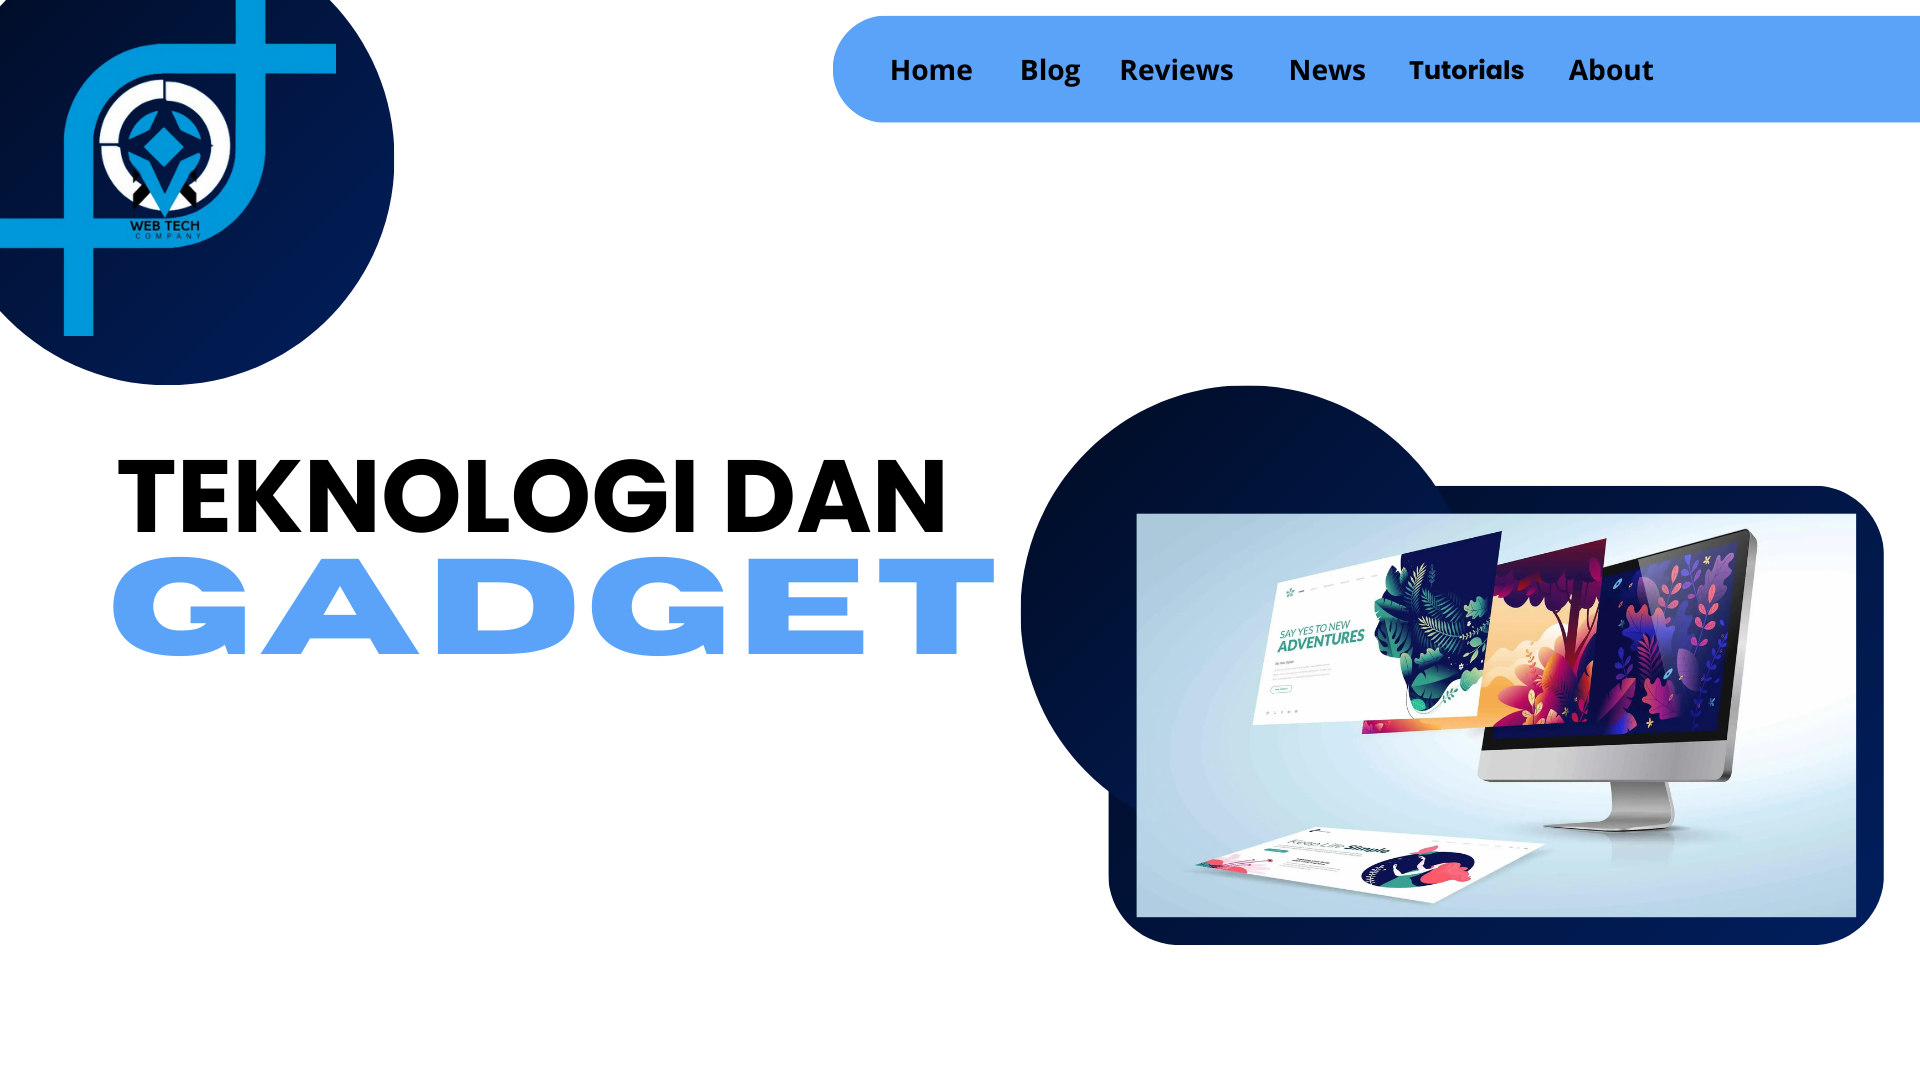 Home Blog Reviews News Tutorials About
WEB TECH
COMPANY
TEKNOLOGI DAN
GADGET
SAY YES TO NEW
ADVENTURES
Keep Life Simple